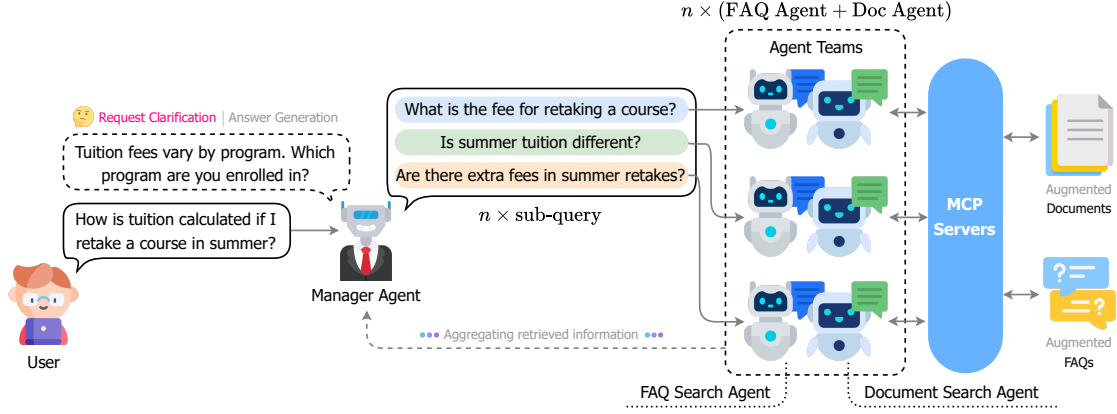 n × (FAQ Agent + Doc Agent)
Agent Teams
🤔 Request Clarification | Answer Generation
Tuition fees vary by program. Which
program are you enrolled in?
How is tuition calculated if I
retake a course in summer?
User
Manager Agent
What is the fee for retaking a course?
Is summer tuition different?
Are there extra fees in summer retakes?
n × sub-query
Aggregating retrieved information
FAQ Search Agent
Document Search Agent
MCP
Servers
Augmented
Documents
?
?
Augmented
FAQs